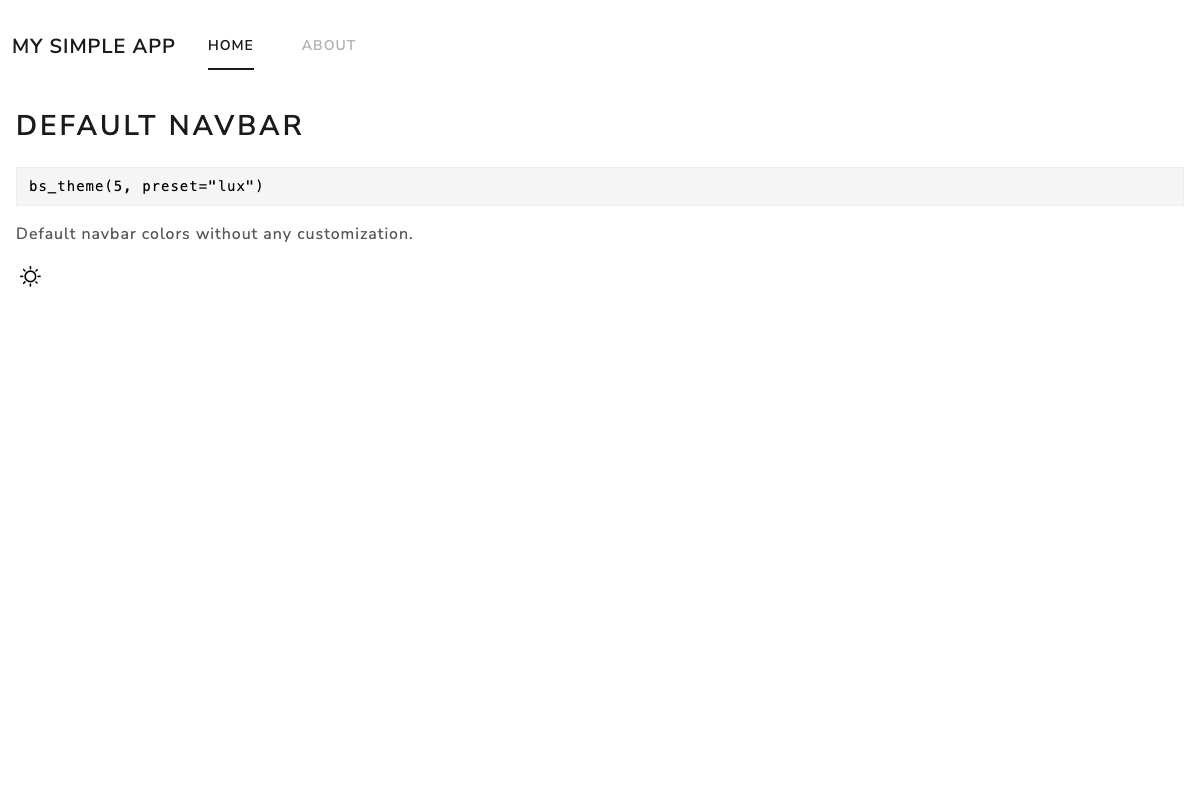 MY SIMPLE APP HOME ABOUT
DEFAULT NAVBAR
bs_theme(5, preset="lux")
Default navbar colors without any customization.